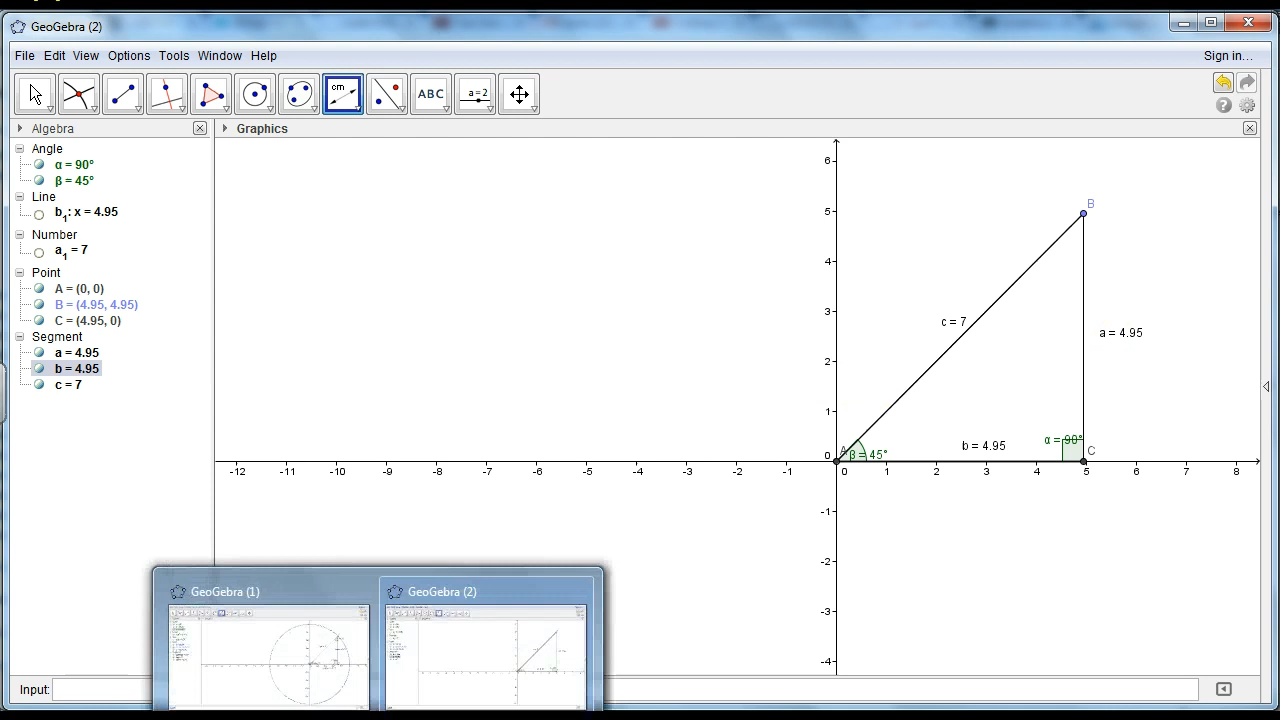 GeoGebra (2)
File Edit View Options Tools Window Help Sign in...
cm ABC a = 2
Algebra
Graphics
Angle
α = 90°
β = 45°
Line
b1: x = 4.95
Number
a1 = 7
Point
A = (0, 0)
B = (4.95, 4.95)
C = (4.95, 0)
Segment
a = 4.95
b = 4.95
c = 7
6
5
4
3
2
1
0
-1
-2
-3
-4
-12 -11 -10 -9 -8 -7 -6 -5 -4 -3 -2 -1 0 1 2 3 4 5 6 7 8
B
c = 7
a = 4.95
A
β = 45°
b = 4.95
α = 90°
C
GeoGebra (1)
GeoGebra (2)
Input: